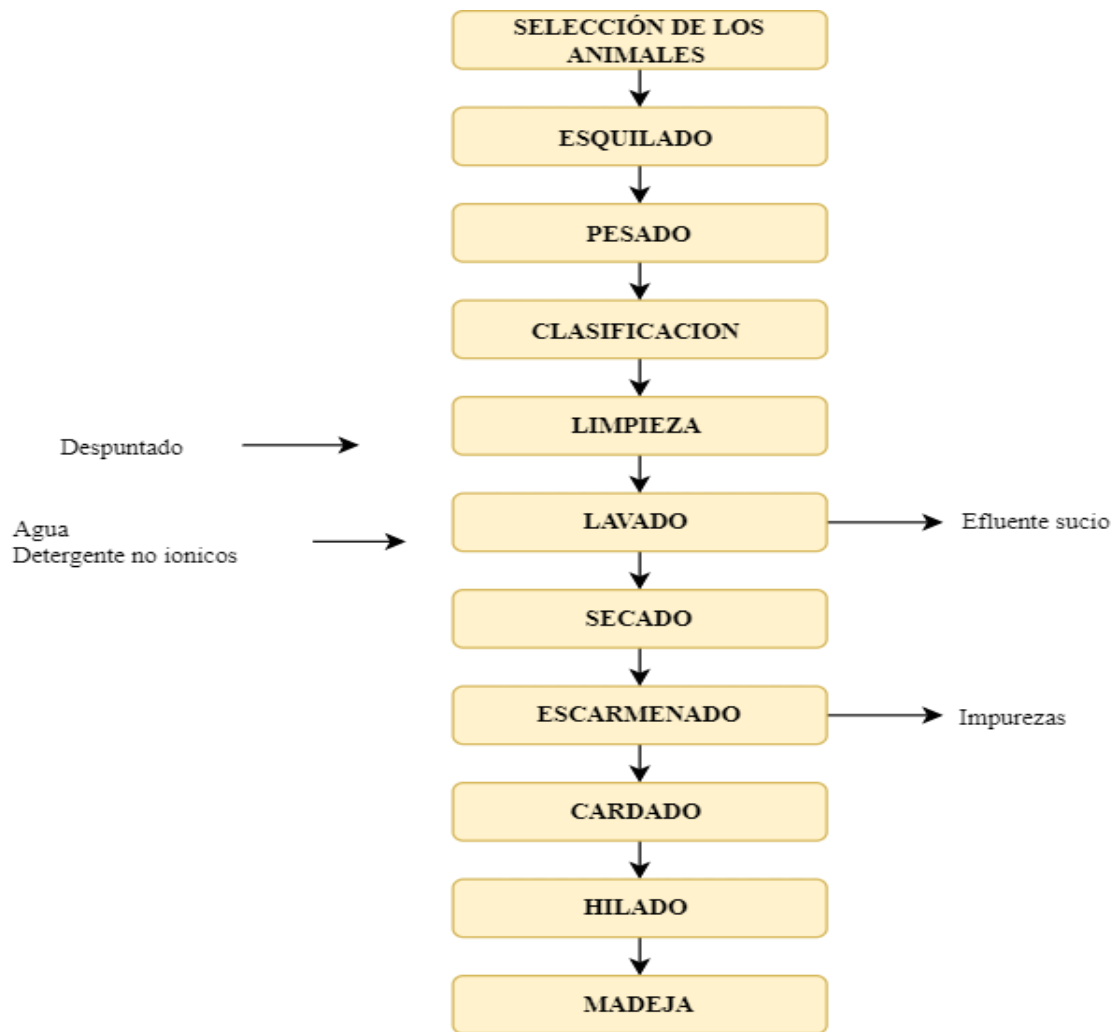 SELECCIÓN DE LOS
ANIMALES
ESQUILADO
PESADO
CLASIFICACION
LIMPIEZA
Despuntado
LAVADO
Agua
Detergente no ionicos
Efluente sucio
SECADO
ESCARMENADO
Impurezas
CARDADO
HILADO
MADEJA